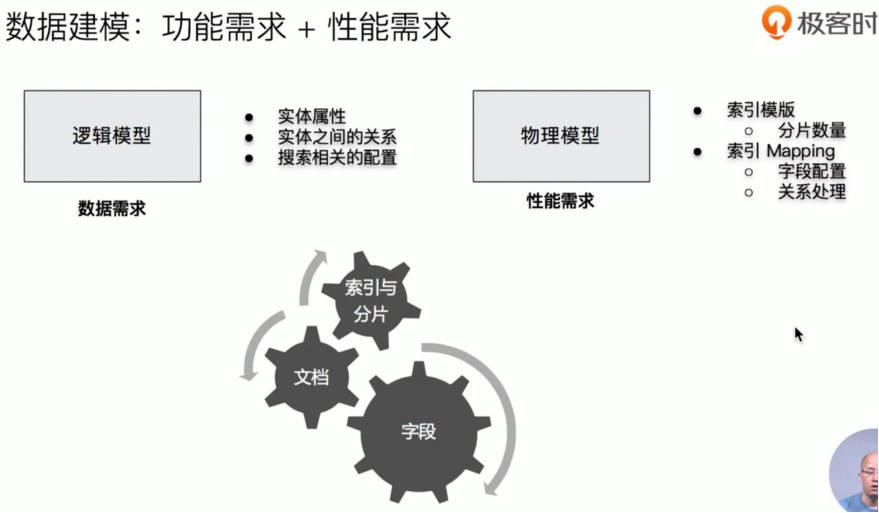 数据建模：功能需求 + 性能需求
极客时
逻辑模型
数据需求
● 实体属性
● 实体之间的关系
● 搜索相关的配置
物理模型
性能需求
● 索引模版
○ 分片数量
● 索引 Mapping
○ 字段配置
○ 关系处理
索引与
分片
文档
字段